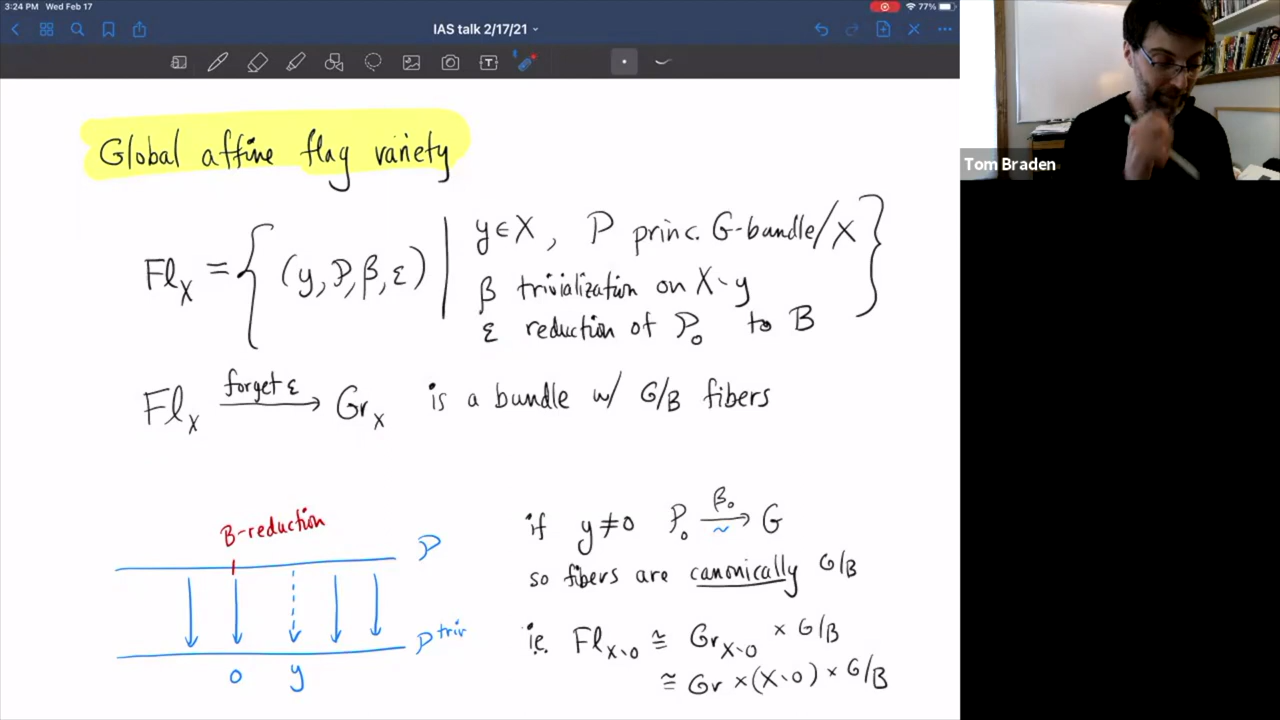 3:24 PM Wed Feb 17
77%
IAS talk 2/17/21
Tom Braden
Global affine flag variety
Fl_X = { (y, P, β, ε) | y ∈ X, P princ. G-bundle/X
β trivialization on X∖y
ε reduction of P_0 to B }
Fl_X —forget ε→ Gr_X is a bundle w/ G/B fibers
B-reduction
P
P^triv
0 y
if y≠0 P_0 —β_0 ~→ G
so fibers are canonically G/B
i.e. Fl_{X∖0} ≅ Gr_{X∖0} × G/B
≅ Gr × (X∖0) × G/B